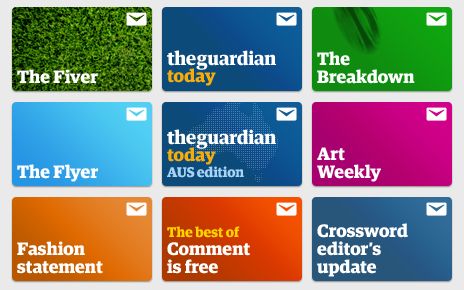 The Fiver
theguardian
today
The
Breakdown
The Flyer
theguardian
today
AUS edition
Art
Weekly
Fashion
statement
The best of
Comment
is free
Crossword
editor's
update